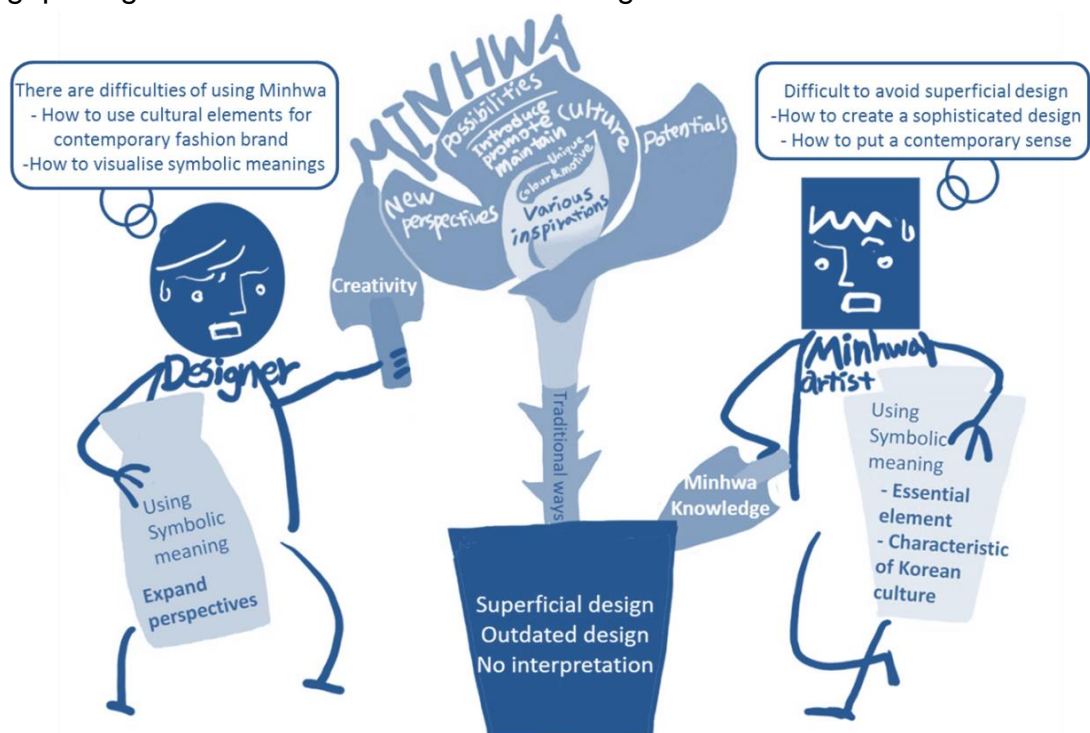 There are difficulties of using Minhwa
- How to use cultural elements for
contemporary fashion brand
-How to visualise symbolic meanings
MINHWA
Possibilities
Introduce
promote
maintain
culture
Potentials
Unique
Colour&motive
New
perspectives
Various
inspirations
Difficult to avoid superficial design
-How to create a sophisticated design
- How to put a contemporary sense
Creativity
Designer
Using
Symbolic
meaning
Expand
perspectives
Traditional ways
Minhwa
Knowledge
Minhwa
artist
Using
Symbolic
meaning
- Essential
element
- Characteristic
of Korean
culture
Superficial design
Outdated design
No interpretation